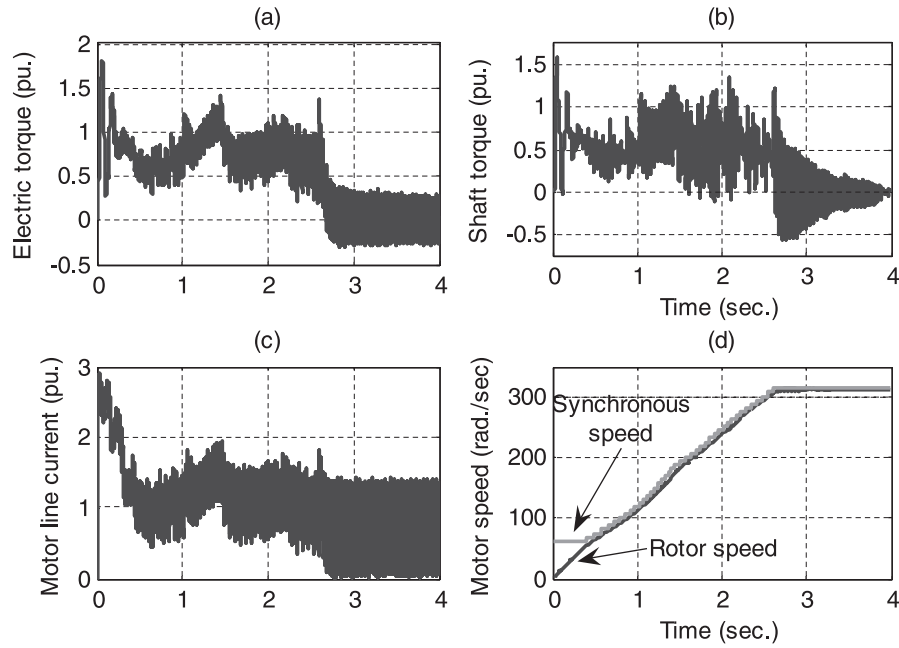 (a)
Electric torque (pu.)
2
1.5
1
0.5
0
-0.5
0
1
2
3
4
(b)
Shaft torque (pu.)
1.5
1
0.5
0
-0.5
0
1
2
3
4
Time (sec.)
(c)
Motor line current (pu.)
3
2
1
0
0
1
2
3
4
Time (sec.)
(d)
Motor speed (rad./sec)
300
200
100
0
Synchronous
speed
Rotor speed
0
1
2
3
4
Time (sec.)